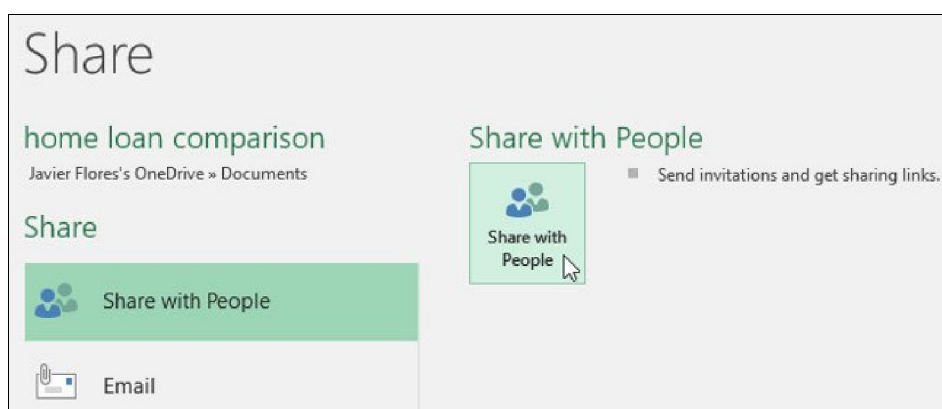 Share
home loan comparison
Javier Flores's OneDrive » Documents
Share
Share with People
Email
Share with People
Share with
People
Send invitations and get sharing links.